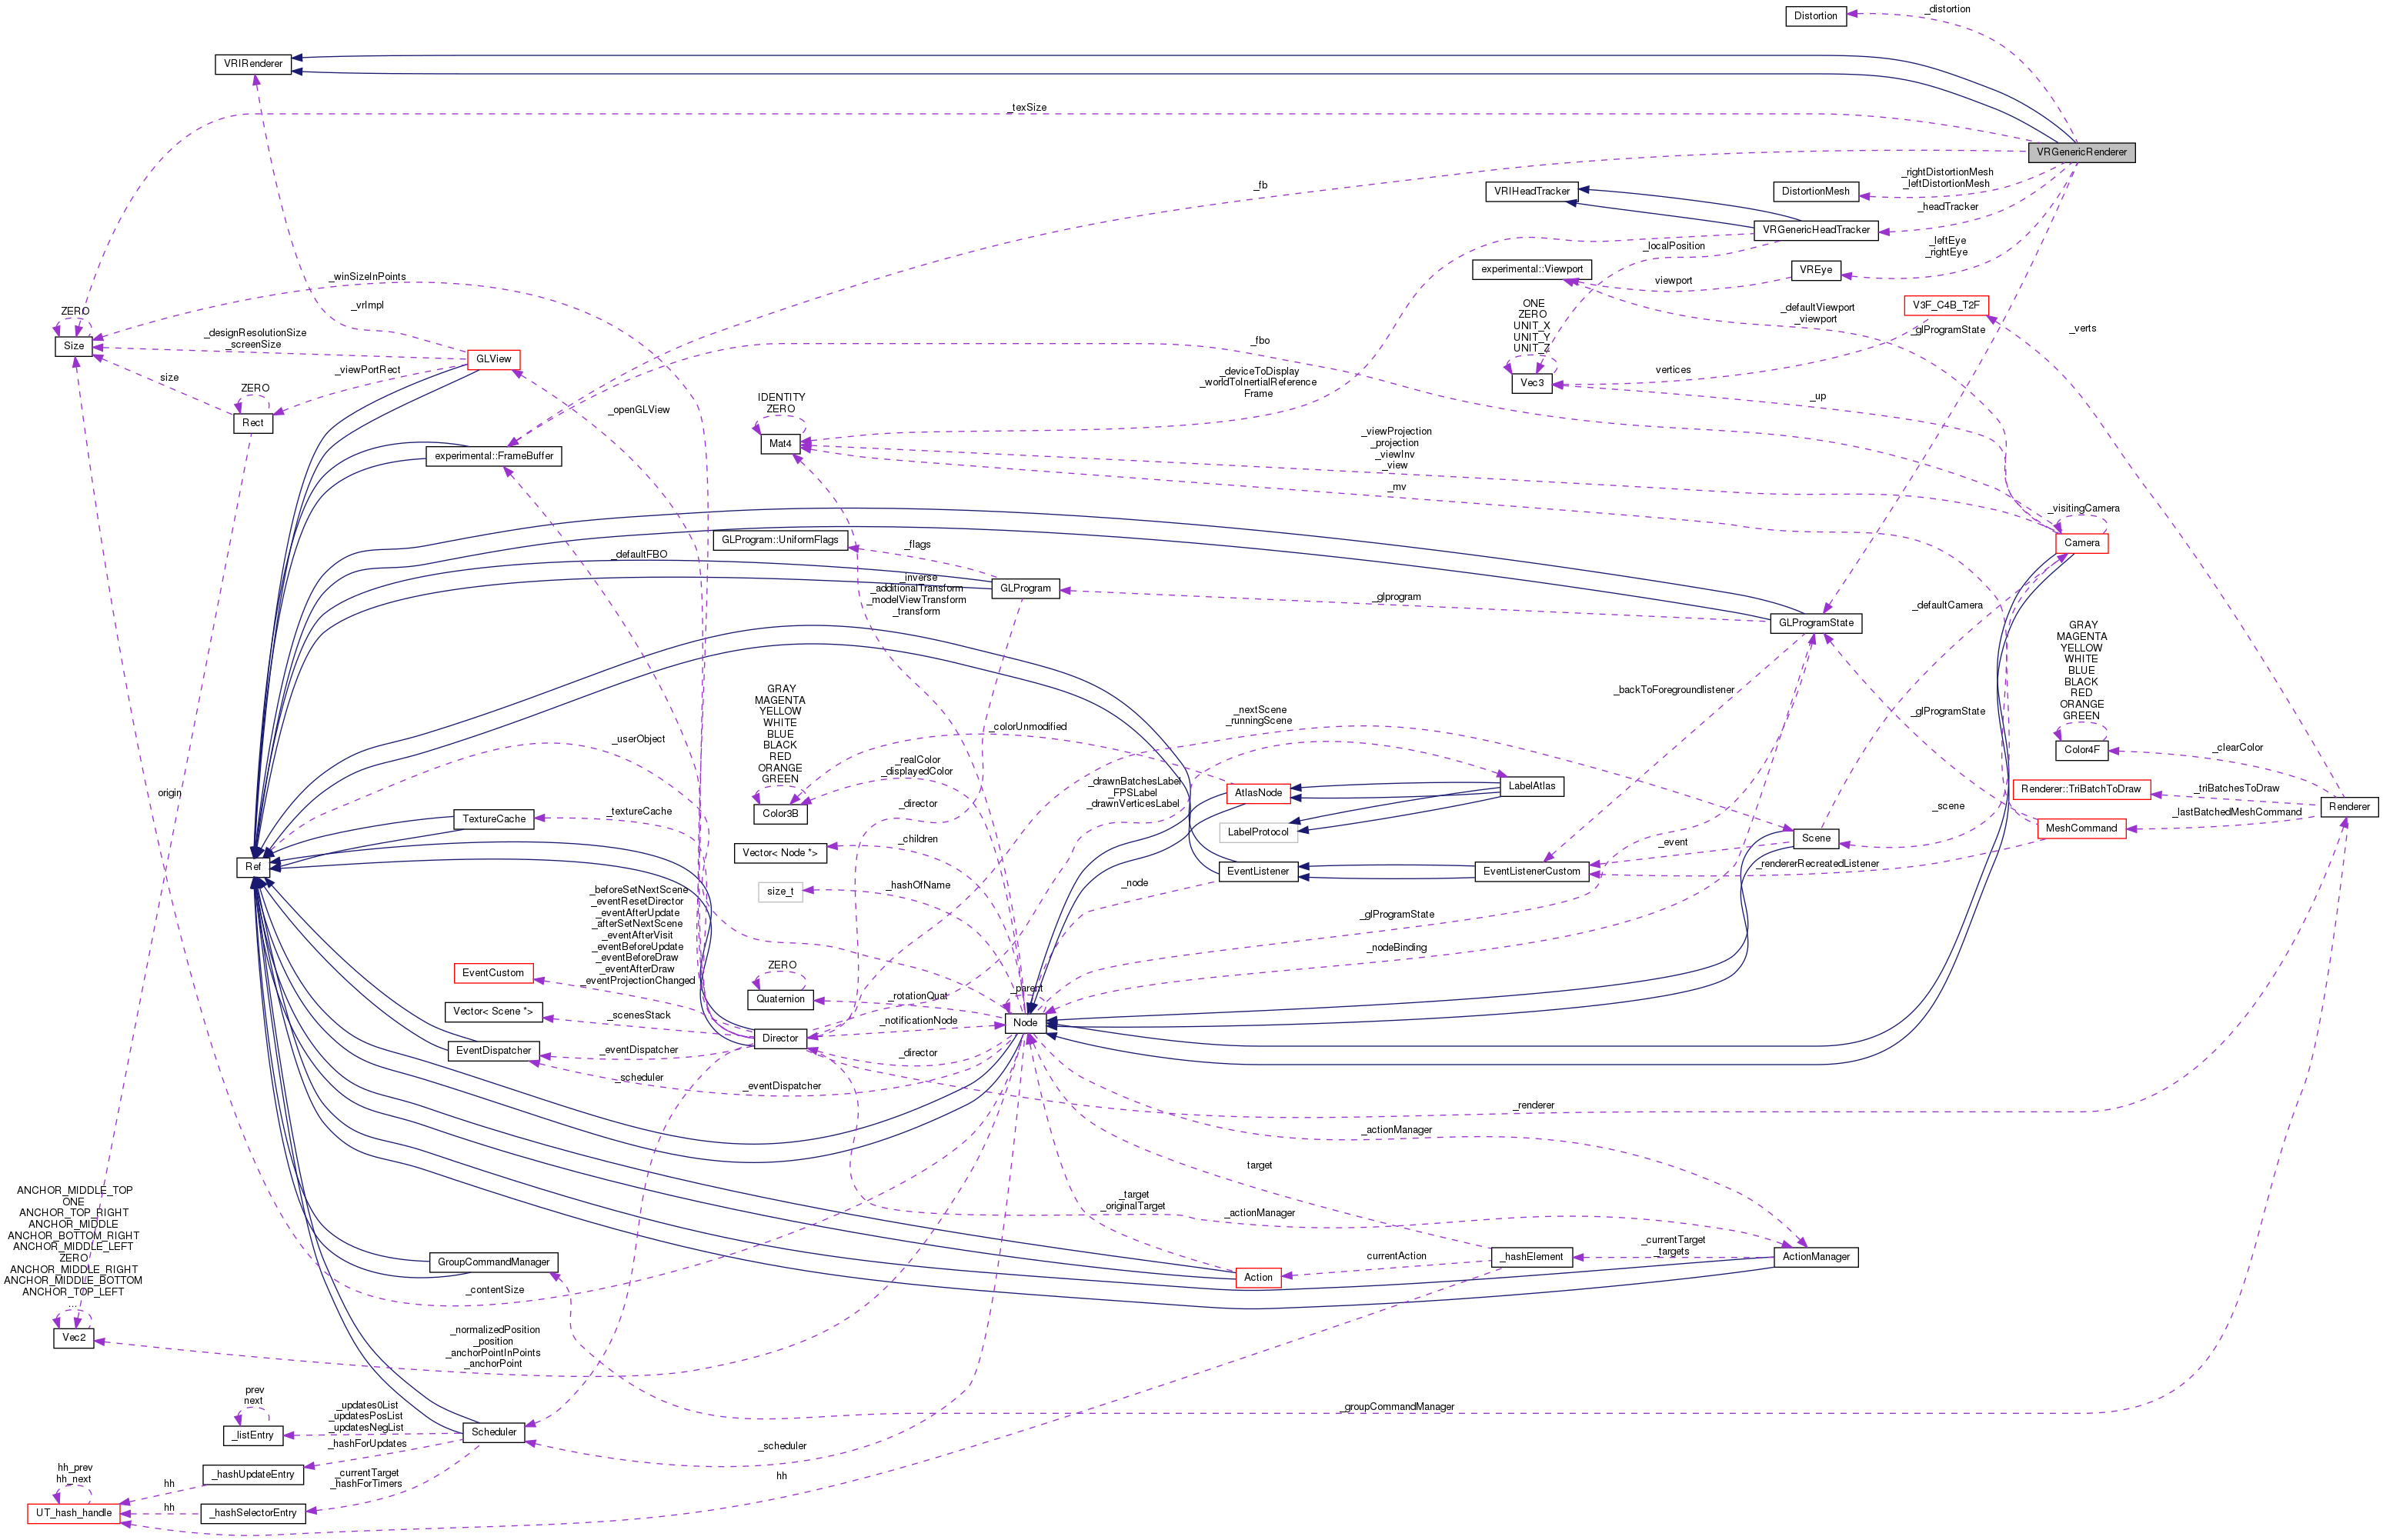 Distortion
_distortion
VRIRenderer
_texSize
VRGenericRenderer
_fb
_rightDistortionMesh
_leftDistortionMesh
DistortionMesh
VRIHeadTracker
_headTracker
VRGenericHeadTracker
_localPosition
_leftEye
_rightEye
experimental::Viewport
viewport
VREye
_winSizeInPoints
_vrImpl
ZERO
Size
_designResolutionSize
_screenSize
GLView
_viewPortRect
size
ZERO
Rect
ONE
ZERO
UNIT_X
UNIT_Y
UNIT_Z
Vec3
_defaultViewport
_viewport
V3F_C4B_T2F
_glProgramState
_verts
_fbo
vertices
_deviceToDisplay
_worldToInertialReference
Frame
_up
_openGLView
IDENTITY
ZERO
Mat4
experimental::FrameBuffer
_viewProjection
_projection
_viewInv
_view
_mv
_visitingCamera
Camera
GLProgram::UniformFlags
_flags
_defaultFBO
_inverse
_additionalTransform
_modelViewTransform
_transform
GLProgram
_glprogram
GLProgramState
_defaultCamera
GRAY
MAGENTA
YELLOW
WHITE
BLUE
BLACK
RED
ORANGE
GREEN
Color4F
_clearColor
_backToForegroundlistener
_glProgramState
GRAY
MAGENTA
YELLOW
WHITE
BLUE
BLACK
RED
ORANGE
GREEN
Color3B
_userObject
_nextScene
_runningScene
_colorUnmodified
_realColor
_displayedColor
_drawnBatchesLabel
_FPSLabel
_drawnVerticesLabel
AtlasNode
LabelAtlas
LabelProtocol
Renderer::TriBatchToDraw
_triBatchesToDraw
Renderer
_lastBatchedMeshCommand
MeshCommand
_scene
Scene
_event
_rendererRecreatedListener
TextureCache
_textureCache
_director
_children
Vector< Node *>
Ref
size_t
_hashOfName
_node
EventListener
EventListenerCustom
_beforeSetNextScene
_eventResetDirector
_eventAfterUpdate
_afterSetNextScene
_eventAfterVisit
_eventBeforeUpdate
_eventBeforeDraw
_eventAfterDraw
_eventProjectionChanged
EventCustom
_glProgramState
_nodeBinding
ZERO
Quaternion
_rotationQuat
_parent
Vector< Scene *>
_scenesStack
_notificationNode
Node
Director
EventDispatcher
_eventDispatcher
_director
_scheduler
_eventDispatcher
_renderer
_actionManager
target
_target
_originalTarget
_actionManager
_currentTarget
_targets
ActionManager
_hashElement
currentAction
Action
ANCHOR_MIDDLE_TOP
ONE
ANCHOR_TOP_RIGHT
ANCHOR_MIDDLE
ANCHOR_BOTTOM_RIGHT
ANCHOR_MIDDLE_LEFT
ZERO
ANCHOR_MIDDLE_RIGHT
ANCHOR_MIDDLE_BOTTOM
ANCHOR_TOP_LEFT
...
Vec2
origin
GroupCommandManager
_contentSize
_normalizedPosition
_position
_anchorPointInPoints
_anchorPoint
_groupCommandManager
prev
next
_listEntry
_updates0List
_updatesPosList
_updatesNegList
Scheduler
_hashForUpdates
_scheduler
_hashUpdateEntry
_currentTarget
_hashForTimers
hh_prev
hh_next
UT_hash_handle
hh
hh
_hashSelectorEntry
hh